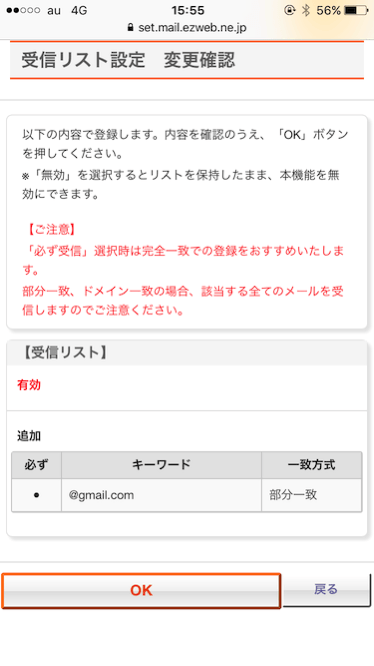 au 4G 15:55 56%
set.mail.ezweb.ne.jp
受信リスト設定　変更確認
以下の内容で登録します。内容を確認のうえ、「OK」ボタン
を押してください。
※「無効」を選択するとリストを保持したまま、本機能を無
効にできます。
【ご注意】
「必ず受信」選択時は完全一致での登録をおすすめいたしま
す。
部分一致、ドメイン一致の場合、該当する全てのメールを受
信しますのでご注意ください。
【受信リスト】
有効
追加
必ず キーワード 一致方式
● @gmail.com 部分一致
OK 戻る